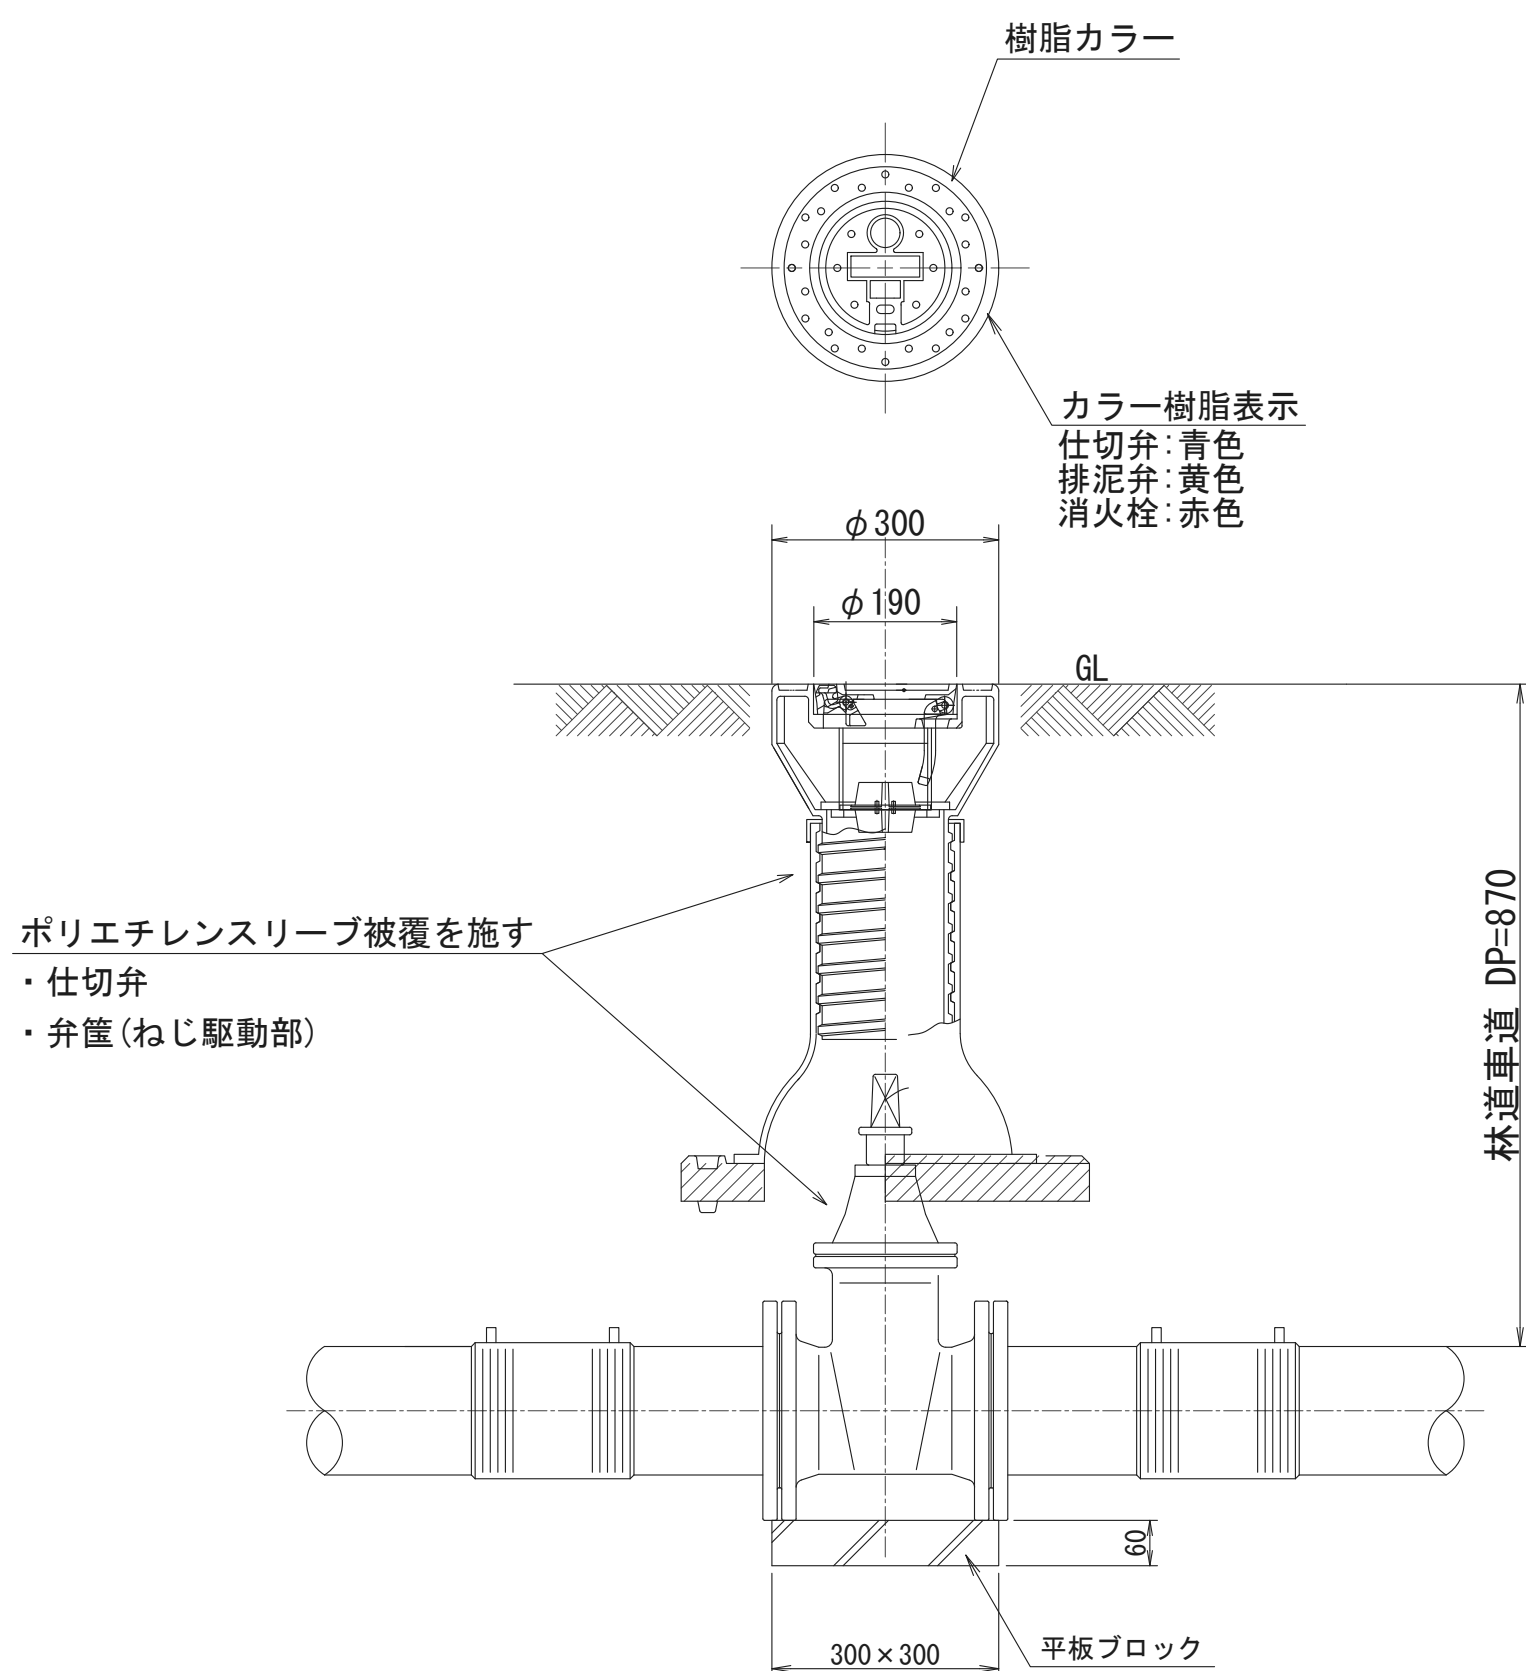 樹脂カラー
カラー樹脂表示
仕切弁:青色
排泥弁:黄色
消火栓:赤色
φ300
φ190
GL
ポリエチレンスリーブ被覆を施す
・仕切弁
・弁筐(ねじ駆動部)
林道車道 DP=870
60
平板ブロック
300×300